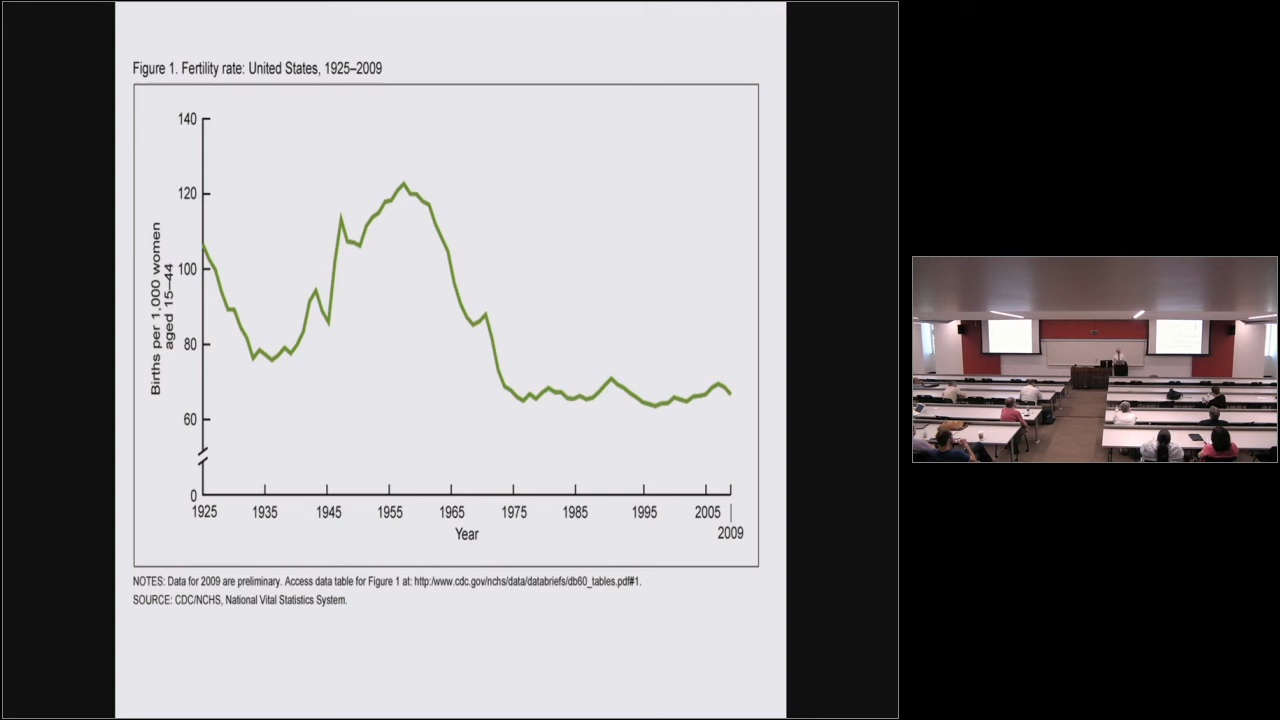 Figure 1. Fertility rate: United States, 1925–2009
140
120
100
80
60
0
Births per 1,000 women
aged 15–44
1925 1935 1945 1955 1965 1975 1985 1995 2005
2009
Year
NOTES: Data for 2009 are preliminary. Access data table for Figure 1 at: http:/www.cdc.gov/nchs/data/databriefs/db60_tables.pdf#1.
SOURCE: CDC/NCHS, National Vital Statistics System.